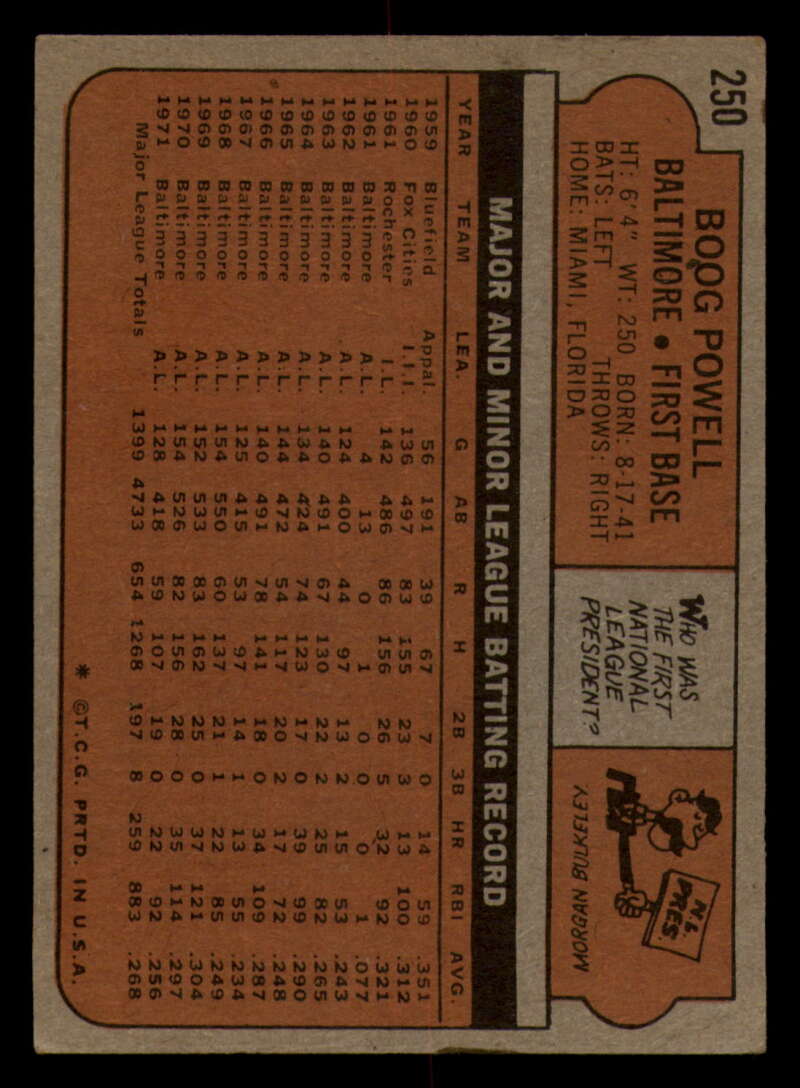 250
BOOG POWELL
BALTIMORE • FIRST BASE
HT: 6'4" WT: 250 BORN: 8-17-41
BATS: LEFT THROWS: RIGHT
HOME: MIAMI, FLORIDA
WHO WAS
THE FIRST
NATIONAL
LEAGUE
PRESIDENT?
N.L.
PRES.
MORGAN BULKELEY
MAJOR AND MINOR LEAGUE BATTING RECORD
YEAR TEAM LEA. G AB R H 2B 3B HR RBI AVG.
1959 Bluefield Appal. 56 191 39 67 7 0 14 59 .351
1960 Fox Cities I.I.I. 136 497 83 155 23 3 13 100 .312
1961 Rochester I.L. 142 486 86 156 26 5 32 92 .321
1961 Baltimore A.L. 4 13 0 1 0 0 0 1 .077
1962 Baltimore A.L. 124 400 44 97 13 2 15 53 .243
1963 Baltimore A.L. 140 491 67 130 22 2 25 82 .265
1964 Baltimore A.L. 134 424 74 123 17 0 39 99 .290
1965 Baltimore A.L. 144 472 54 117 20 2 17 72 .248
1966 Baltimore A.L. 140 491 78 141 18 0 34 109 .287
1967 Baltimore A.L. 125 415 53 97 14 1 13 55 .234
1968 Baltimore A.L. 154 550 60 137 21 1 22 85 .249
1969 Baltimore A.L. 152 533 83 162 25 0 37 121 .304
1970 Baltimore A.L. 154 526 82 156 28 0 35 114 .297
1971 Baltimore A.L. 128 418 59 107 19 0 22 92 .256
Major League Totals 1399 4733 654 1268 197 8 259 883 .268
* ©T.C.G. PRTD. IN U.S.A.